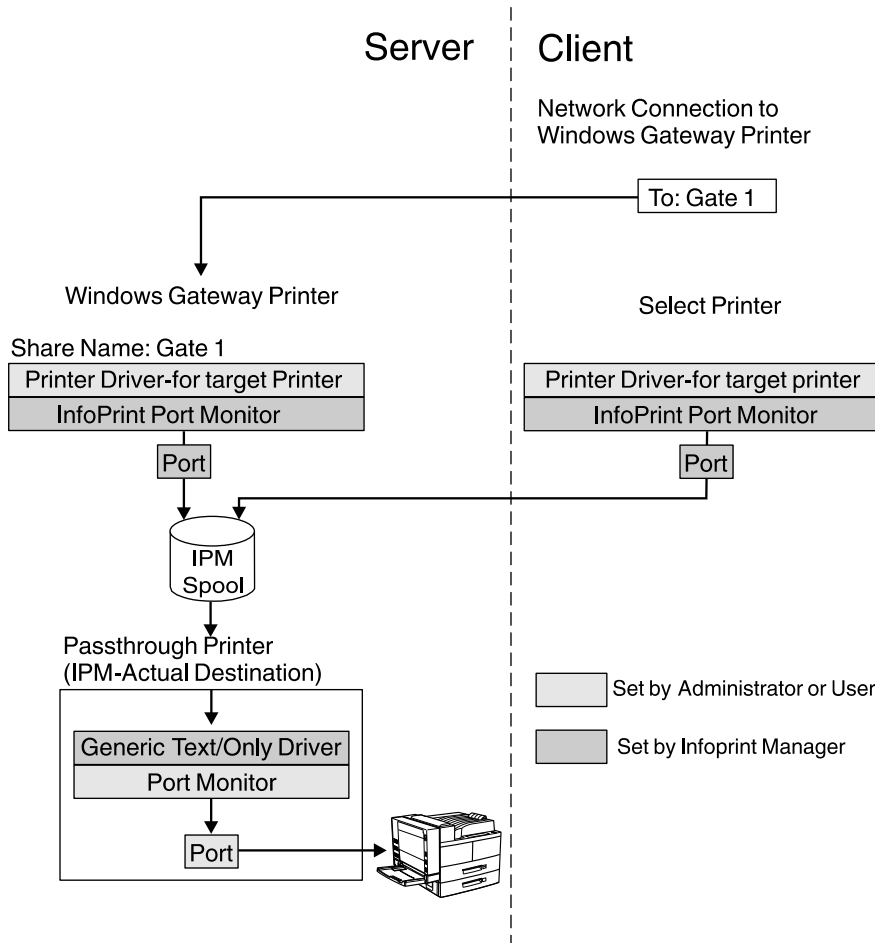 Server
Client
Network Connection to
Windows Gateway Printer
To: Gate 1
Windows Gateway Printer
Select Printer
Share Name: Gate 1
Printer Driver-for target Printer
InfoPrint Port Monitor
Port
Printer Driver-for target printer
InfoPrint Port Monitor
Port
IPM
Spool
Passthrough Printer
(IPM-Actual Destination)
Generic Text/Only Driver
Port Monitor
Port
Set by Administrator or User
Set by Infoprint Manager